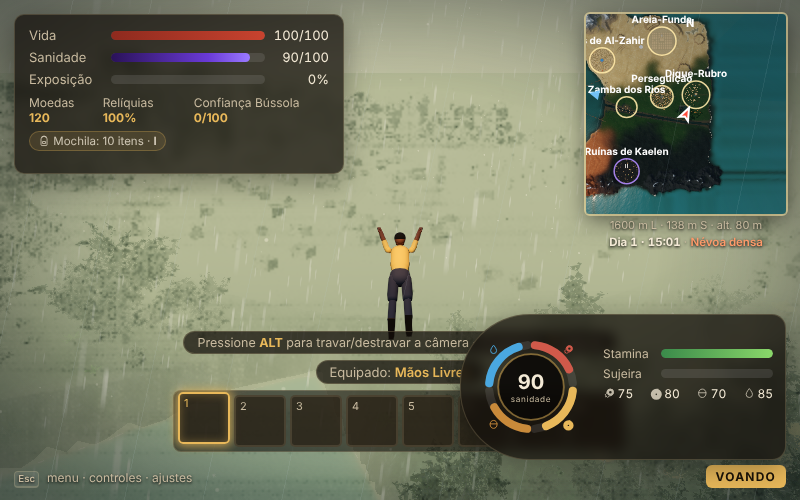 Vida 100/100
Sanidade 90/100
Exposição 0%
Moedas Relíquias Confiança Bússola
120 100% 0/100
Mochila: 10 itens · I
Areia-Funda
N
de Al-Zahir
Perseguição
Dique-Rubro
Zamba dos Rios
Ruínas de Kaelen
1600 m L · 138 m S · alt. 80 m
Dia 1 · 15:01 Névoa densa
Pressione ALT para travar/destravar a câmera
Equipado: Mãos Livre
1 2 3 4 5
90
sanidade
Stamina
Sujeira
75 80 70 85
Esc menu · controles · ajustes
VOANDO